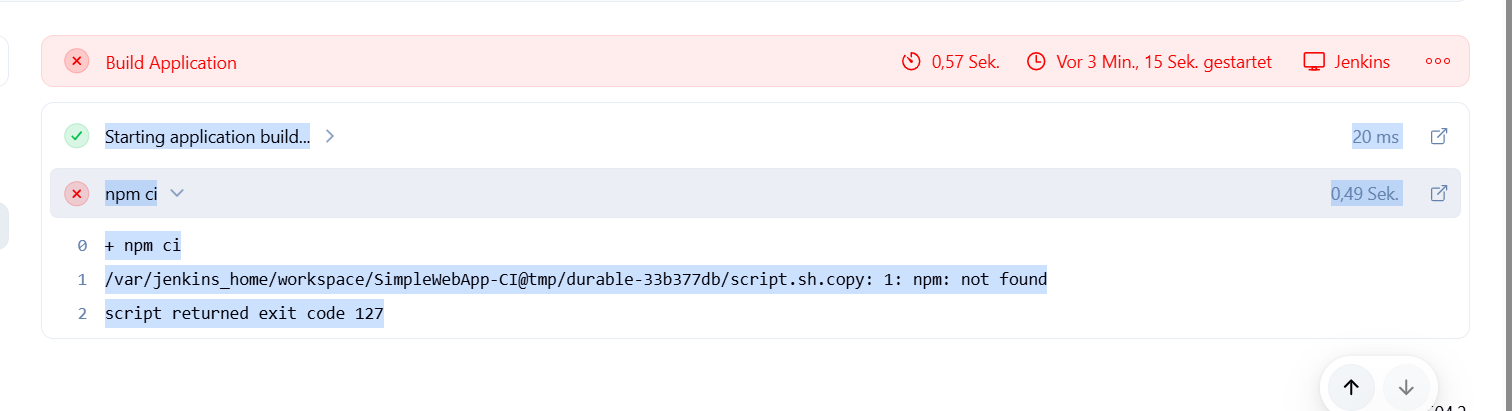 Build Application 0,57 Sek. Vor 3 Min., 15 Sek. gestartet Jenkins
Starting application build... 20 ms
npm ci 0,49 Sek.
0 + npm ci
1 /var/jenkins_home/workspace/SimpleWebApp-CI@tmp/durable-33b377db/script.sh.copy: 1: npm: not found
2 script returned exit code 127